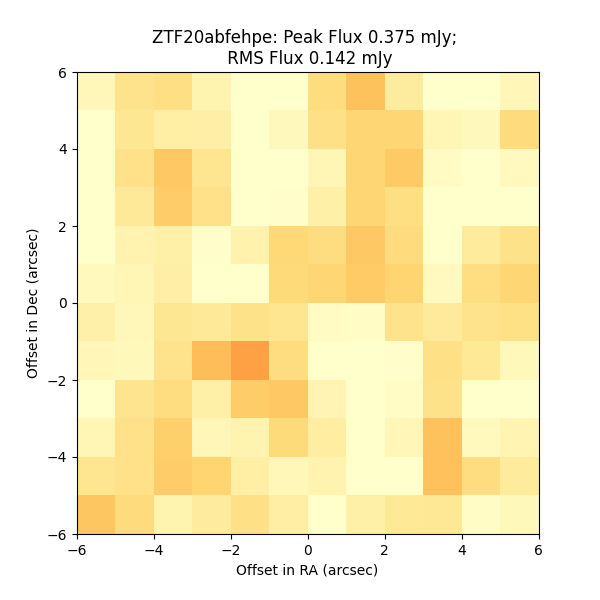 ZTF20abfehpe: Peak Flux 0.375 mJy;
RMS Flux 0.142 mJy
6
4
2
0
−2
−4
−6
Offset in Dec (arcsec)
−6 −4 −2 0 2 4 6
Offset in RA (arcsec)